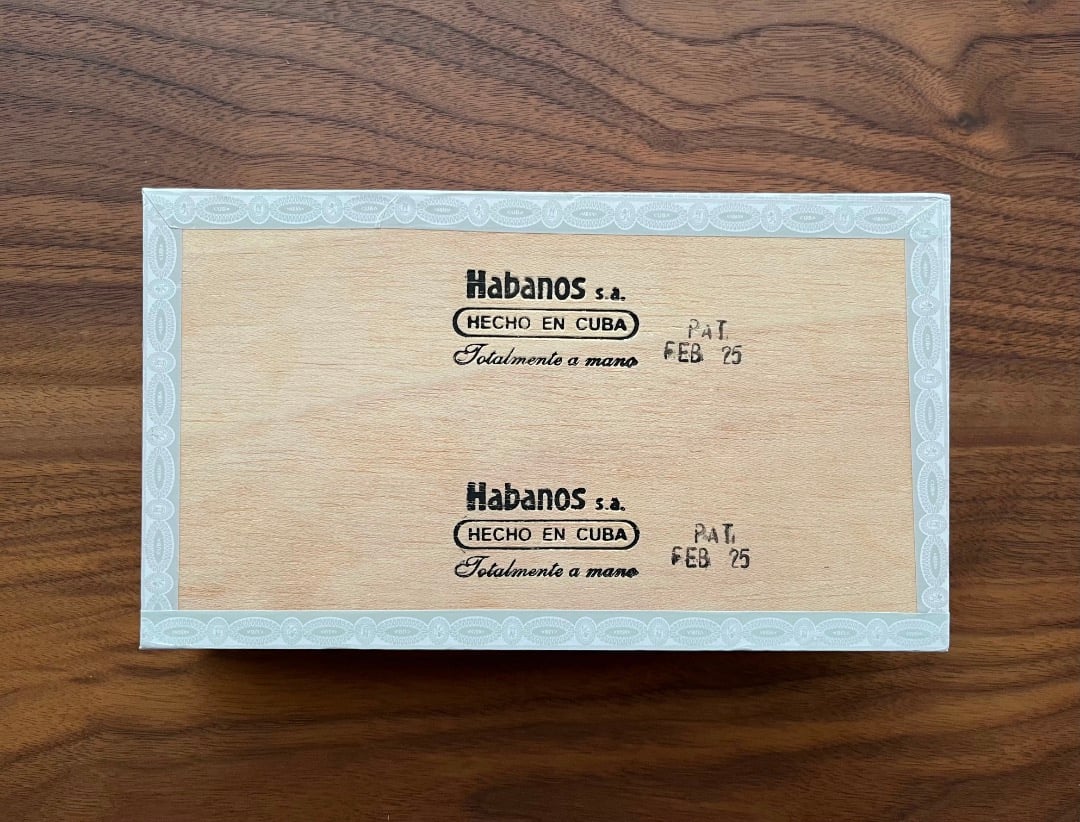 Habanos s.a.
HECHO EN CUBA
Totalmente a mano
PAT.
FEB 25
Habanos s.a.
HECHO EN CUBA
Totalmente a mano
PAT.
FEB 25